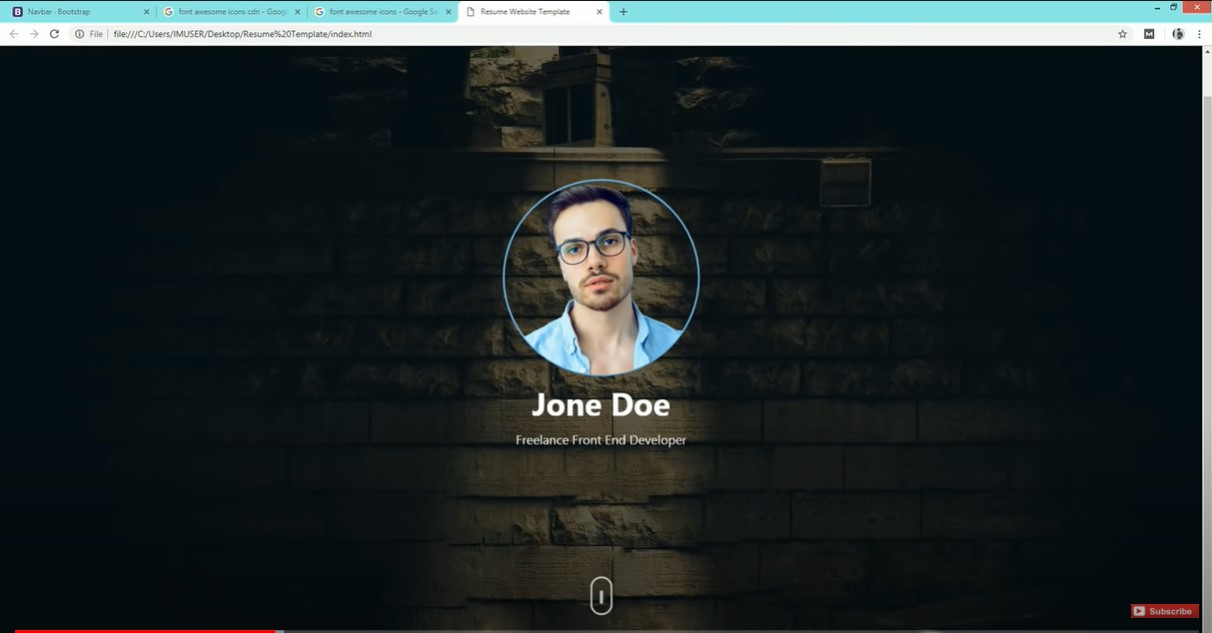 Navbar · Bootstrap
font awesome icons cdn - Goog
font awesome icons - Google Se
Resume Website Template
File
file:///C:/Users/IMUSER/Desktop/Resume%20Template/index.html
M
Jone Doe
Freelance Front End Developer
Subscribe